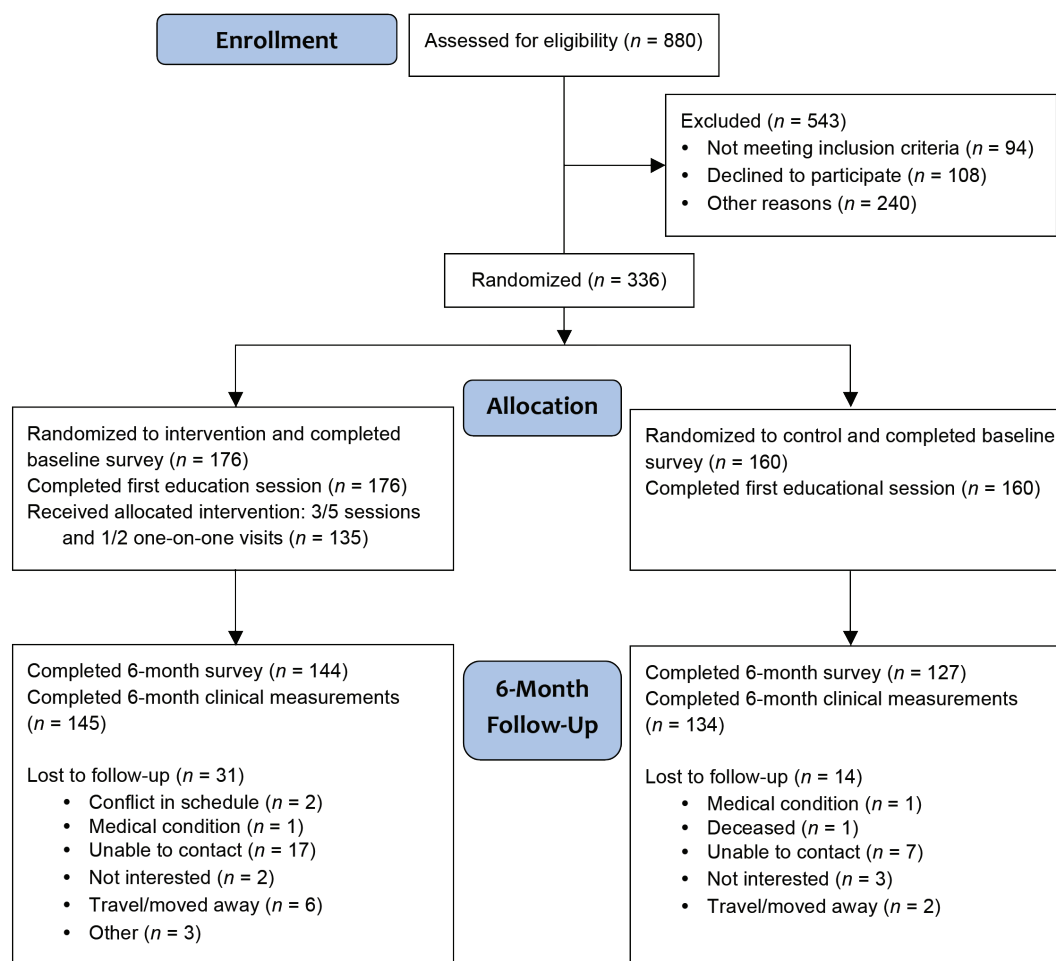 Enrollment
Assessed for eligibility (n = 880)
Excluded (n = 543)
• Not meeting inclusion criteria (n = 94)
• Declined to participate (n = 108)
• Other reasons (n = 240)
Randomized (n = 336)
Allocation
Randomized to intervention and completed
baseline survey (n = 176)
Completed first education session (n = 176)
Received allocated intervention: 3/5 sessions
and 1/2 one-on-one visits (n = 135)
Randomized to control and completed baseline
survey (n = 160)
Completed first educational session (n = 160)
6-Month
Follow-Up
Completed 6-month survey (n = 144)
Completed 6-month clinical measurements
(n = 145)
Lost to follow-up (n = 31)
• Conflict in schedule (n = 2)
• Medical condition (n = 1)
• Unable to contact (n = 17)
• Not interested (n = 2)
• Travel/moved away (n = 6)
• Other (n = 3)
Completed 6-month survey (n = 127)
Completed 6-month clinical measurements
(n = 134)
Lost to follow-up (n = 14)
• Medical condition (n = 1)
• Deceased (n = 1)
• Unable to contact (n = 7)
• Not interested (n = 3)
• Travel/moved away (n = 2)